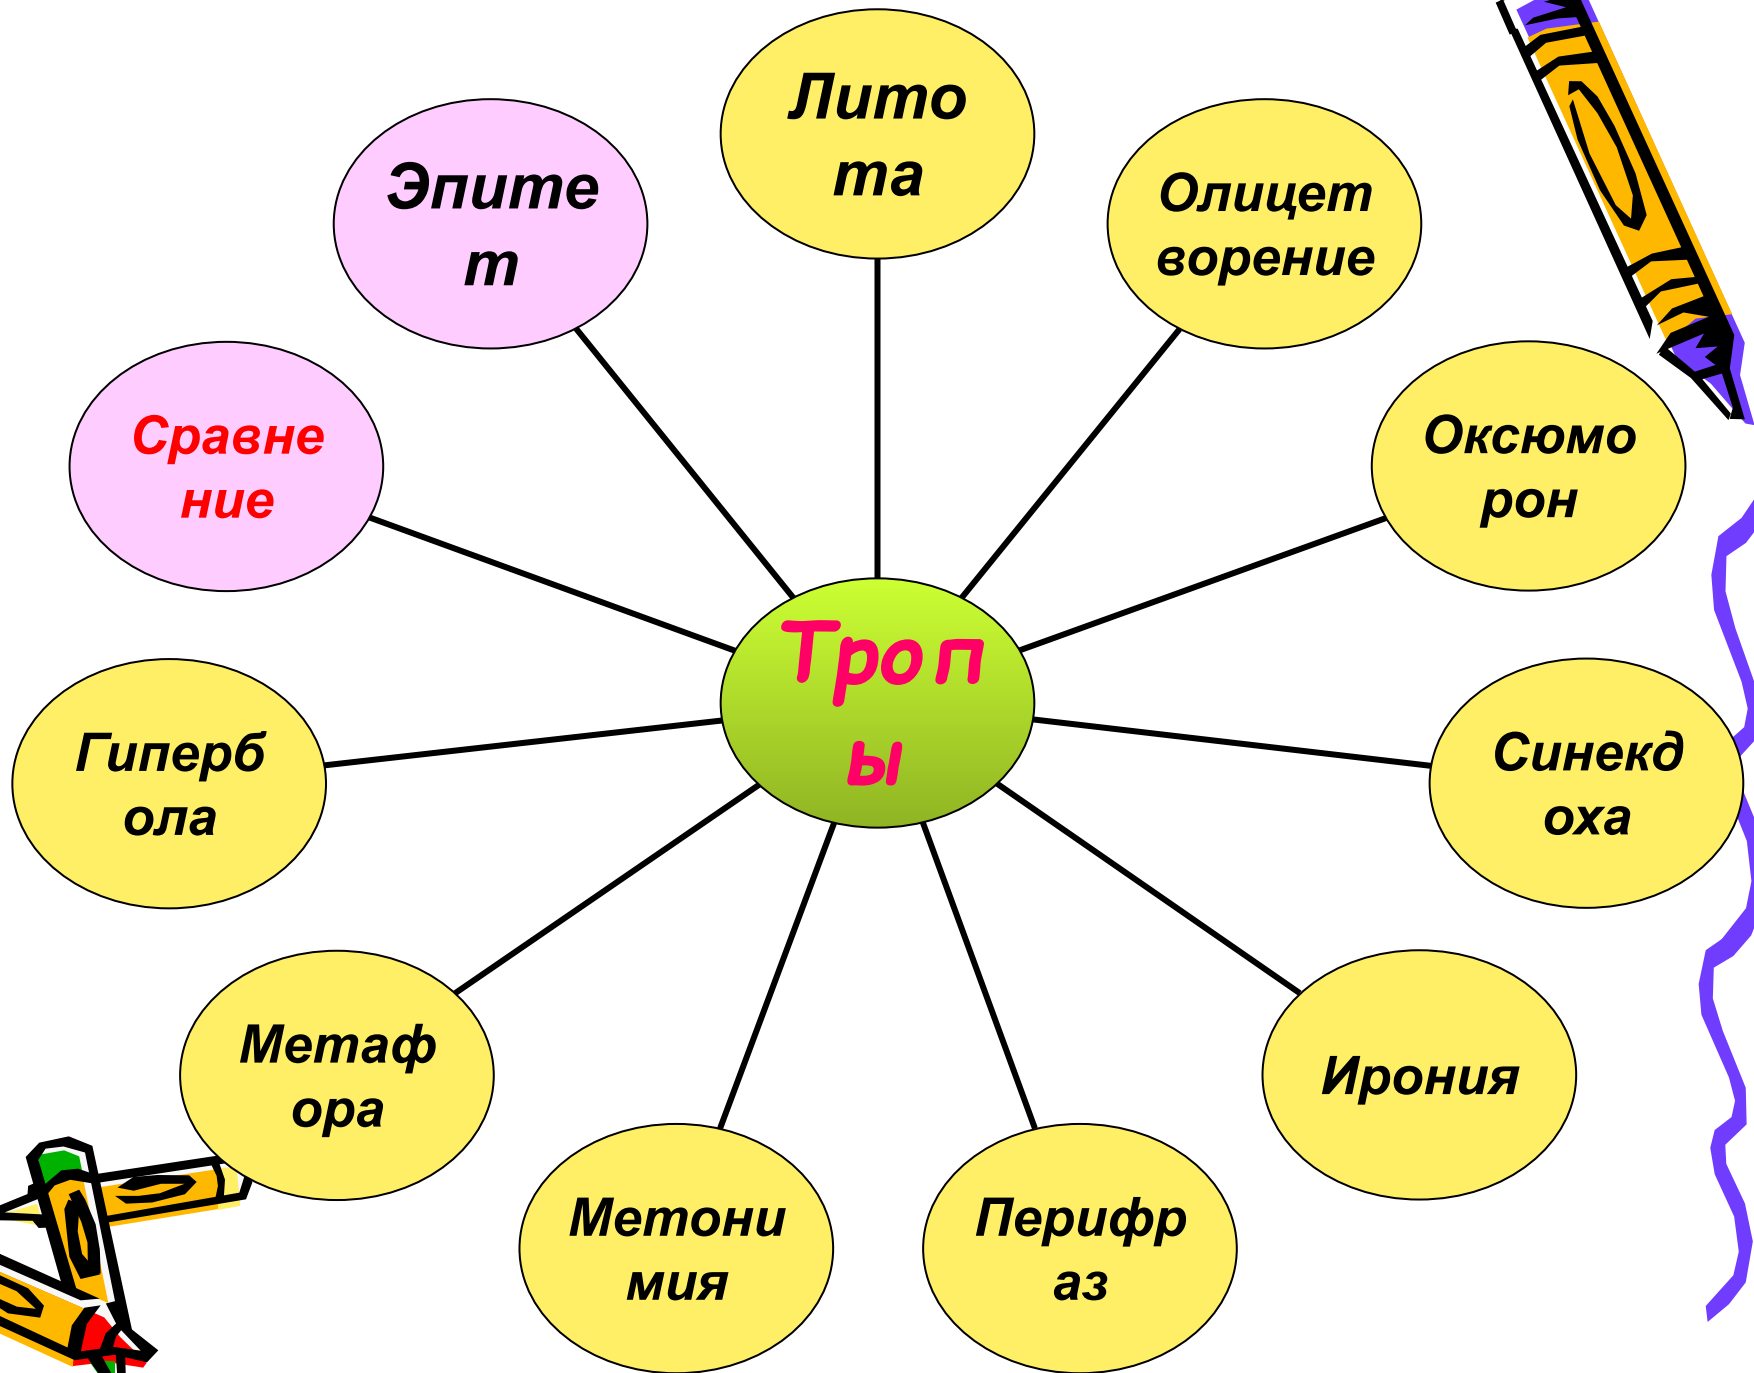 Лито
та
Эпите
т
Олицет
ворение
Сравне
ние
Оксюмо
рон
Троп
ы
Гиперб
ола
Синекд
оха
Метаф
ора
Ирония
Метони
мия
Перифр
аз